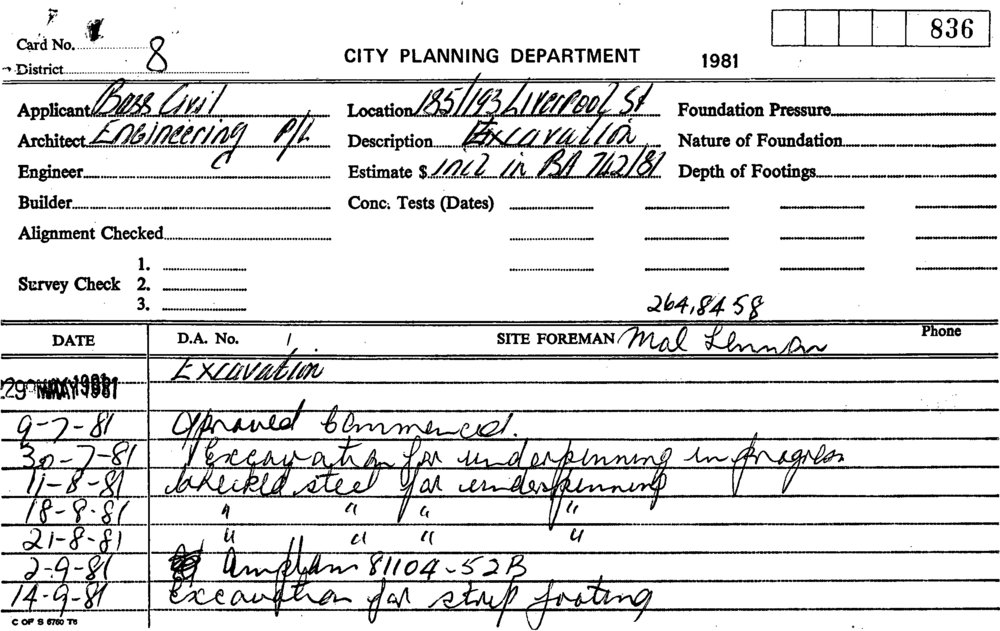 836
Card No.
District 8
CITY PLANNING DEPARTMENT 1981
Applicant Bass Civil Location 185/193 Liverpool St Foundation Pressure
Architect Engineering P/L Description Excavation Nature of Foundation
Engineer Estimate $ incl in BA 742/81 Depth of Footings
Builder Conc. Tests (Dates)
Alignment Checked
1.
Survey Check 2.
3.
264,8458
DATE D.A. No. SITE FOREMAN Mal Lennon Phone
Excavation
29 MAY 1981
9-7-81 approved Commenced.
30-7-81 Excavation for underpinning in progress
11-8-81 checked steel for underpinning
18-8-81 " " " "
21-8-81 " " " "
2-9-81 81104-52B
14-9-81 excavation for strip footing
C OF S 6760 T6